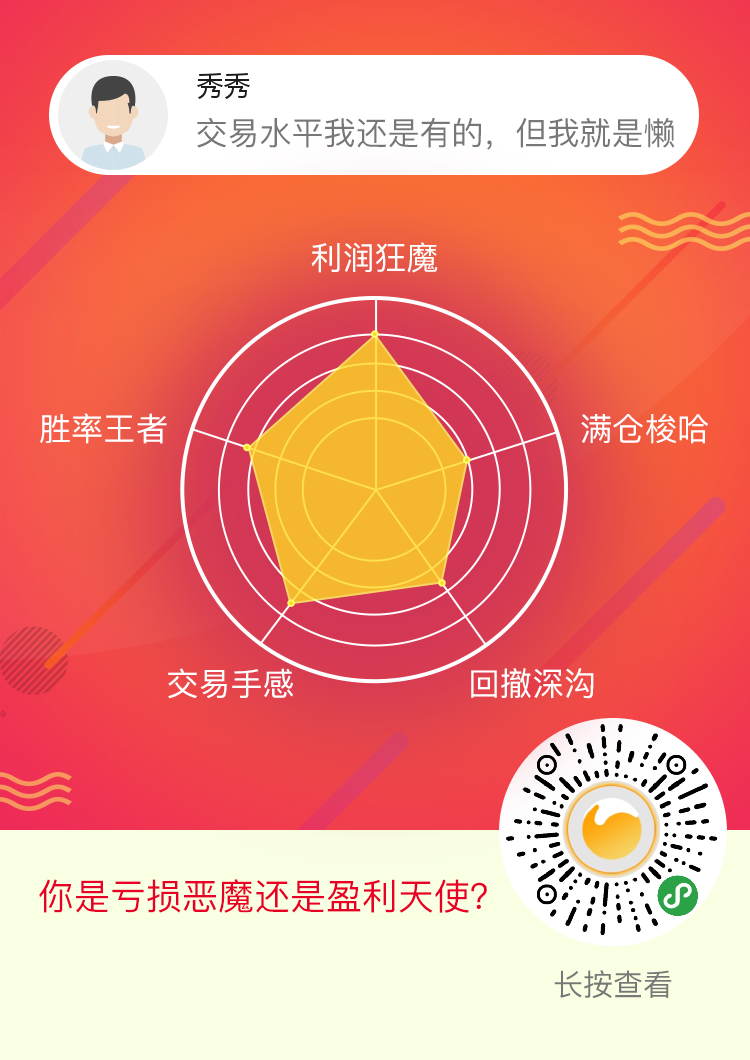 秀秀
交易水平我还是有的，但我就是懒
利润狂魔
胜率王者
满仓梭哈
交易手感
回撤深沟
你是亏损恶魔还是盈利天使？
长按查看